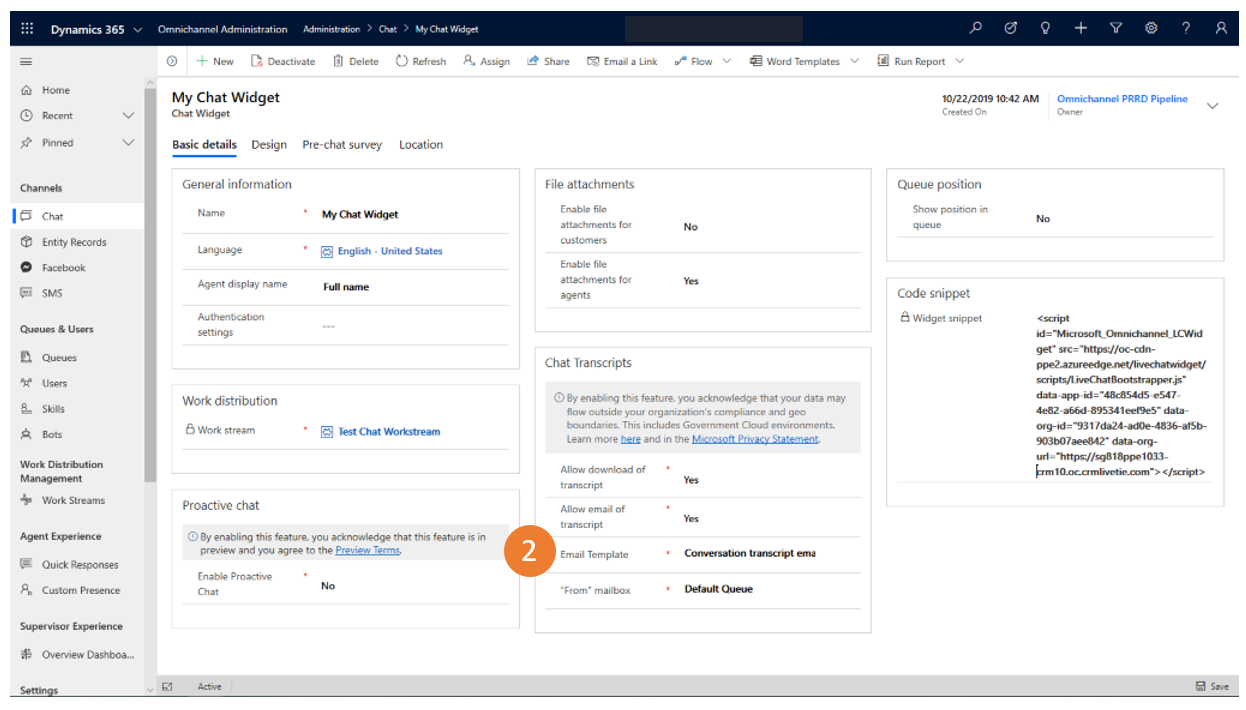 Dynamics 365
Omnichannel Administration
Administration > Chat > My Chat Widget
New
Deactivate
Delete
Refresh
Assign
Share
Email a Link
Flow
Word Templates
Run Report
Home
Recent
Pinned
Channels
Chat
Entity Records
Facebook
SMS
Queues & Users
Queues
Users
Skills
Bots
Work Distribution
Management
Work Streams
Agent Experience
Quick Responses
Custom Presence
Supervisor Experience
Overview Dashboa...
Settings
My Chat Widget
Chat Widget
10/22/2019 10:42 AM
Created On
Omnichannel PRRD Pipeline
Owner
Basic details
Design
Pre-chat survey
Location
General information
Name * My Chat Widget
Language * English - United States
Agent display name Full name
Authentication
settings
---
Work distribution
Work stream * Test Chat Workstream
Proactive chat
By enabling this feature, you acknowledge that this feature is in
preview and you agree to the Preview Terms.
Enable Proactive
Chat
* No
File attachments
Enable file
attachments for
customers
No
Enable file
attachments for
agents
Yes
Chat Transcripts
By enabling this feature, you acknowledge that your data may
flow outside your organization's compliance and geo
boundaries. This includes Government Cloud environments.
Learn more here and in the Microsoft Privacy Statement.
Allow download of
transcript
* Yes
Allow email of
transcript
* Yes
2
Email Template * Conversation transcript ema
"From" mailbox * Default Queue
Queue position
Show position in
queue
No
Code snippet
Widget snippet
<script
id="Microsoft_Omnichannel_LCWid
get" src="https://oc-cdn-
ppe2.azureedge.net/livechatwidget/
scripts/LiveChatBootstrapper.js"
data-app-id="48c854d5-e547-
4e82-a66d-895341eef9e5" data-
org-id="9317da24-ad0e-4836-af5b-
903b07aee842" data-org-
url="https://sg818ppe1033-
crm10.oc.crmlivetie.com"></script>
Active
Save